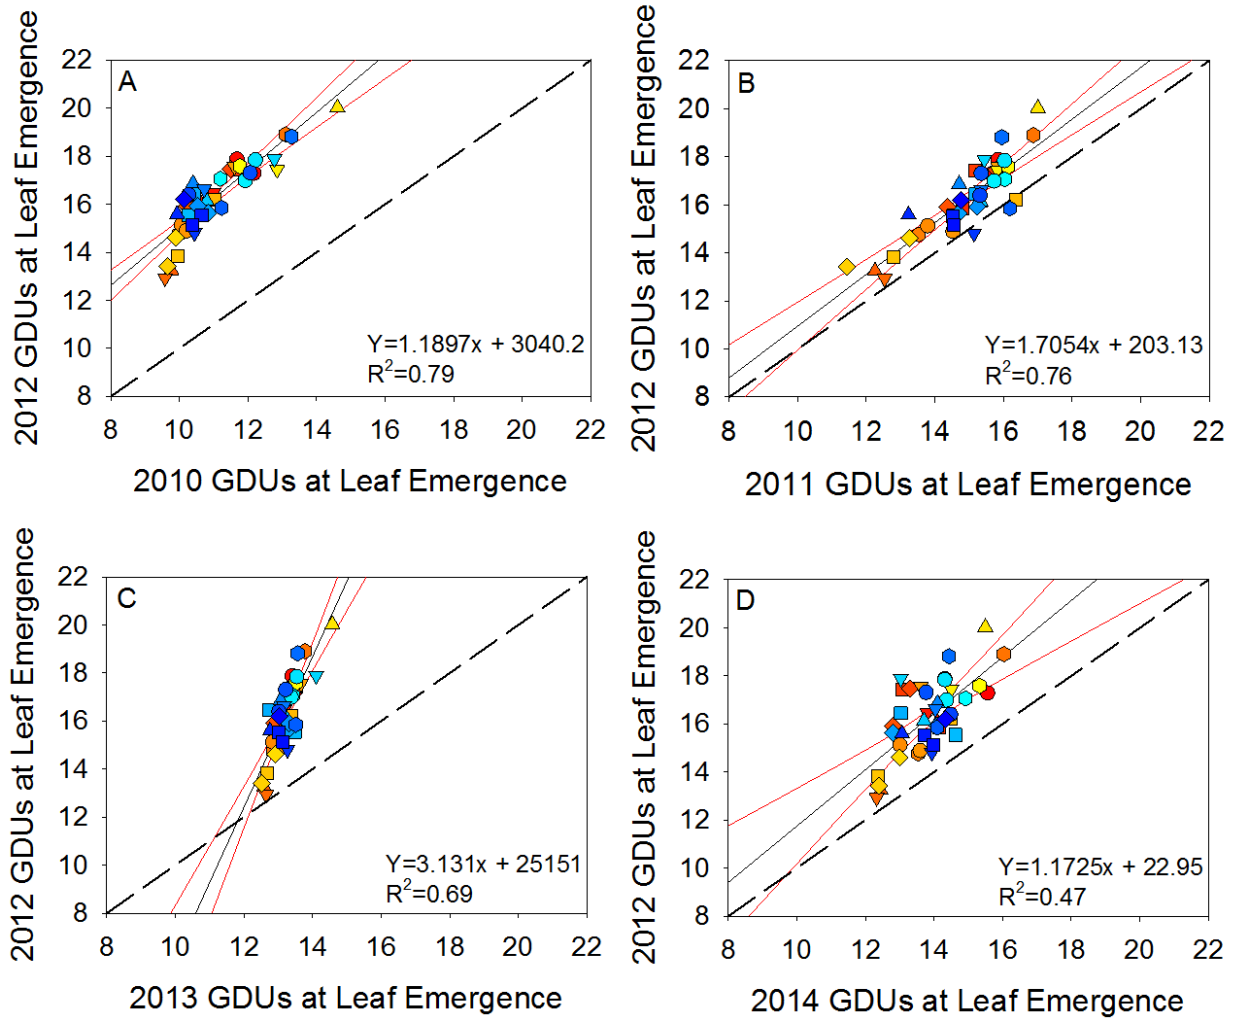 A
2012 GDUs at Leaf Emergence
22
20
18
16
14
12
10
8
Y=1.1897x + 3040.2
R²=0.79
8 10 12 14 16 18 20 22
2010 GDUs at Leaf Emergence
B
2012 GDUs at Leaf Emergence
22
20
18
16
14
12
10
8
Y=1.7054x + 203.13
R²=0.76
8 10 12 14 16 18 20 22
2011 GDUs at Leaf Emergence
C
2012 GDUs at Leaf Emergence
22
20
18
16
14
12
10
8
Y=3.131x + 25151
R²=0.69
8 10 12 14 16 18 20 22
2013 GDUs at Leaf Emergence
D
2012 GDUs at Leaf Emergence
22
20
18
16
14
12
10
8
Y=1.1725x + 22.95
R²=0.47
8 10 12 14 16 18 20 22
2014 GDUs at Leaf Emergence